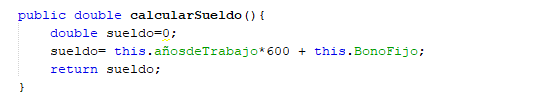 public double calcularSueldo(){
double sueldo=0;
sueldo= this.añosdeTrabajo*600 + this.BonoFijo;
return sueldo;
}